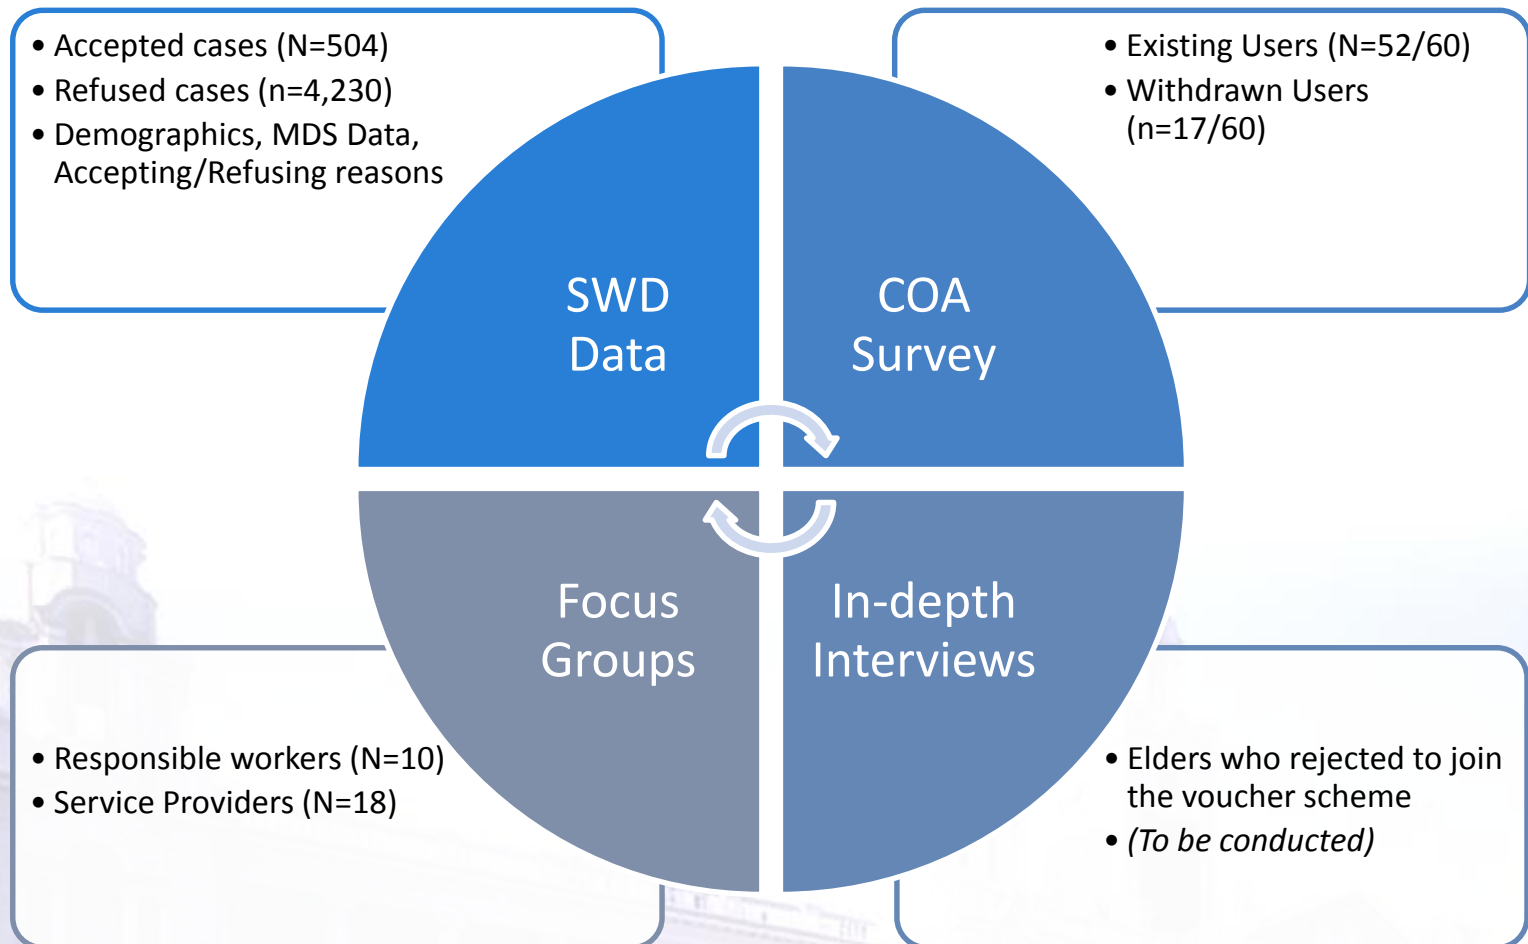 • Accepted cases (N=504)
• Refused cases (n=4,230)
• Demographics, MDS Data,
Accepting/Refusing reasons
• Existing Users (N=52/60)
• Withdrawn Users
(n=17/60)
SWD
Data
COA
Survey
Focus
Groups
In-depth
Interviews
• Responsible workers (N=10)
• Service Providers (N=18)
• Elders who rejected to join
the voucher scheme
• (To be conducted)